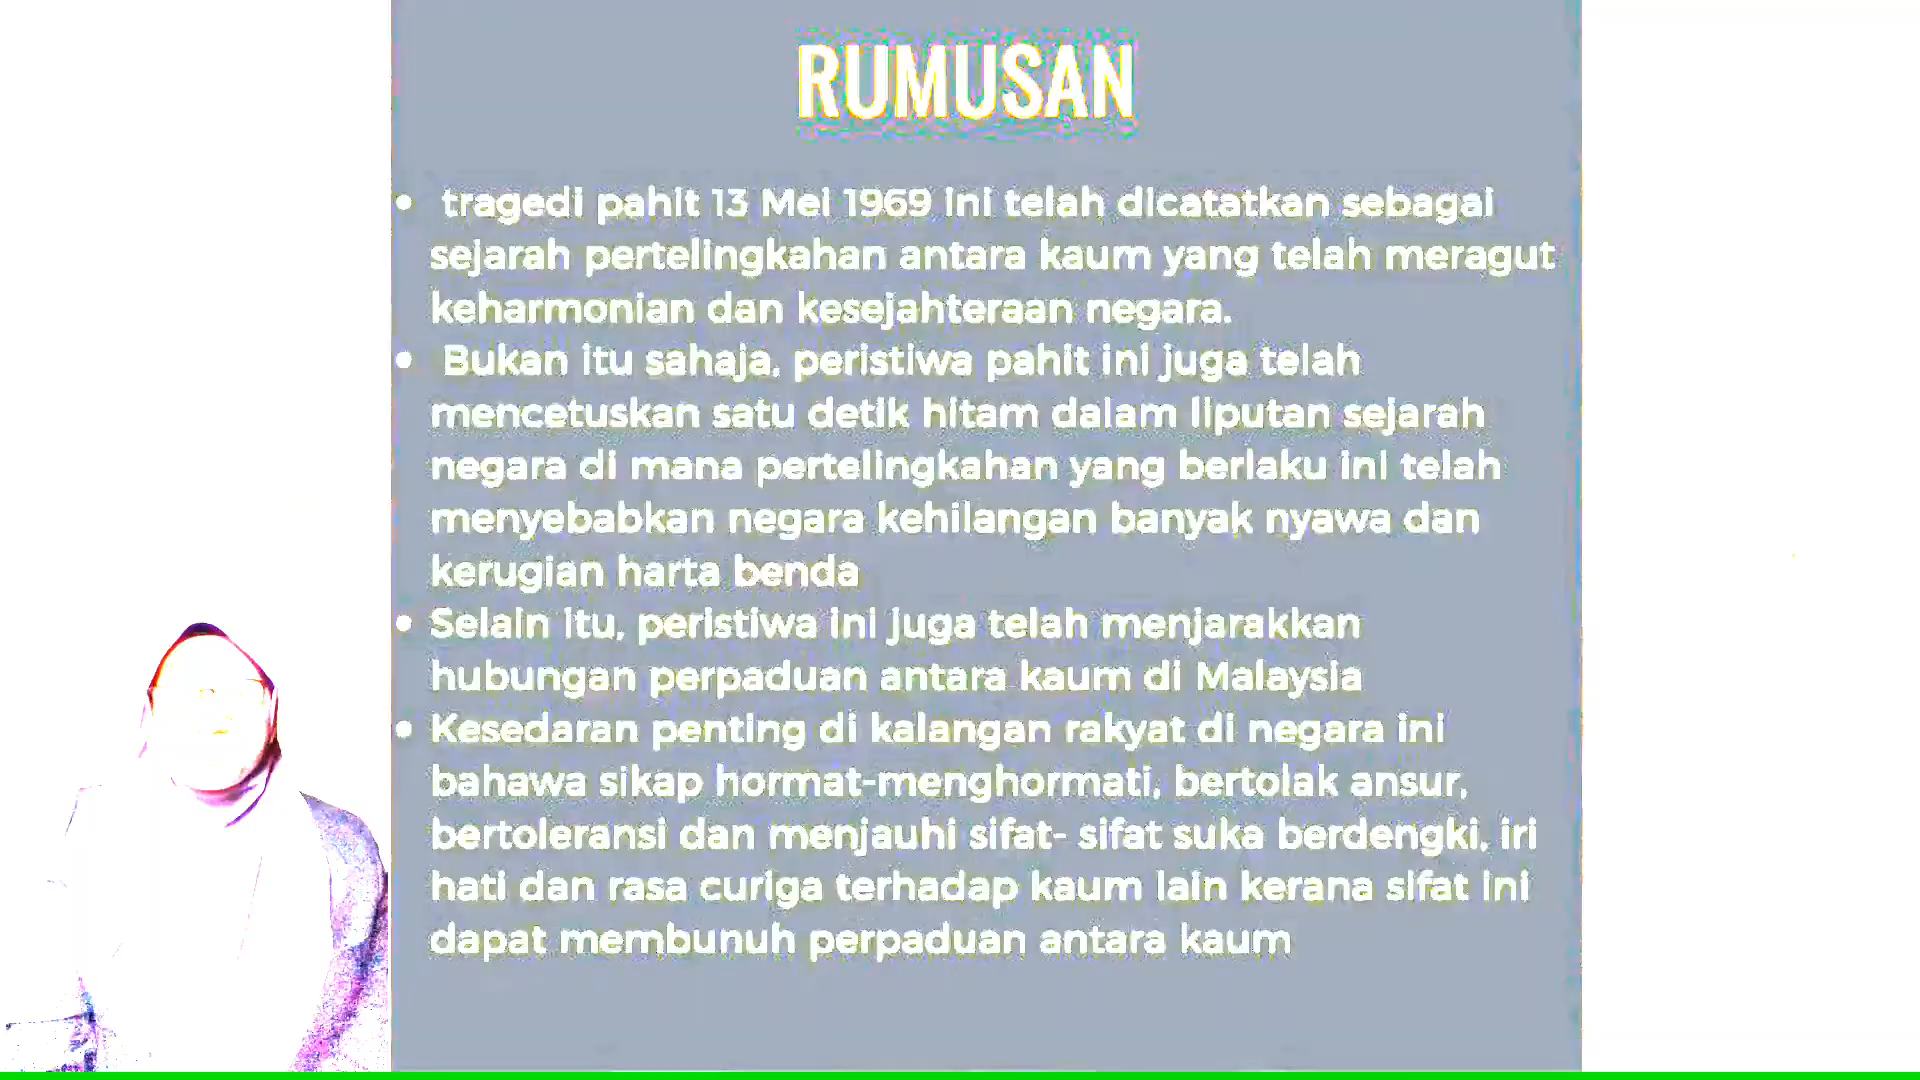 RUMUSAN
• tragedi pahit 13 Mei 1969 ini telah dicatatkan sebagai
sejarah pertelingkahan antara kaum yang telah meragut
keharmonian dan kesejahteraan negara.
• Bukan itu sahaja, peristiwa pahit ini juga telah
mencetuskan satu detik hitam dalam liputan sejarah
negara di mana pertelingkahan yang berlaku ini telah
menyebabkan negara kehilangan banyak nyawa dan
kerugian harta benda
• Selain itu, peristiwa ini juga telah menjarakkan
hubungan perpaduan antara kaum di Malaysia
• Kesedaran penting di kalangan rakyat di negara ini
bahawa sikap hormat-menghormati, bertolak ansur,
bertoleransi dan menjauhi sifat- sifat suka berdengki, iri
hati dan rasa curiga terhadap kaum lain kerana sifat ini
dapat membunuh perpaduan antara kaum